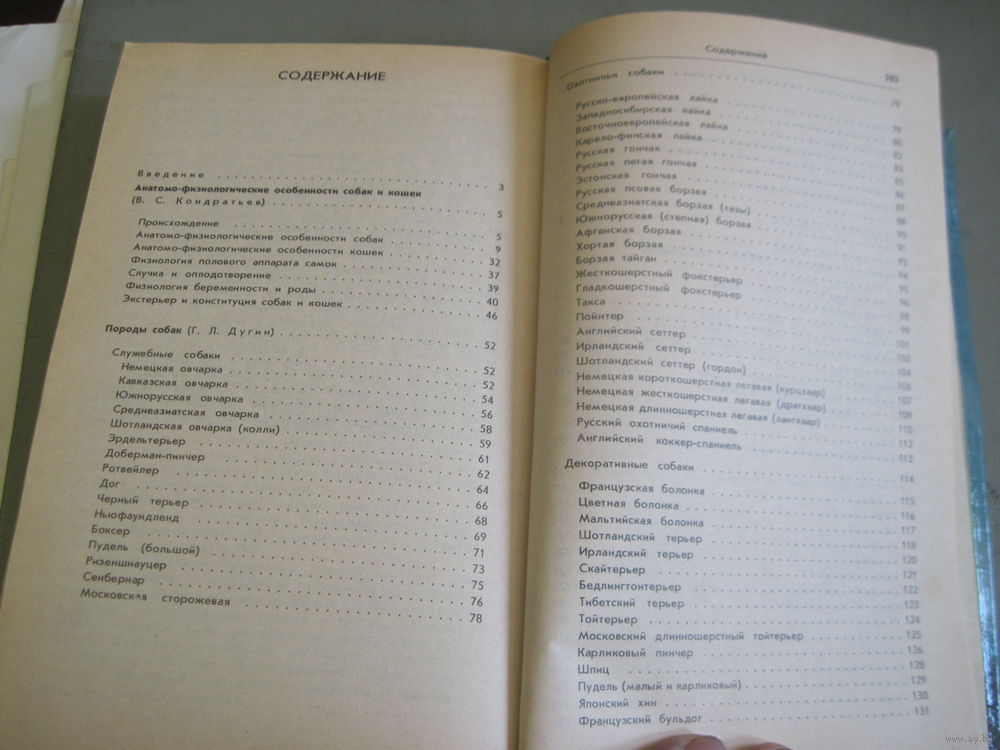 СОДЕРЖАНИЕ
Введение 3
Анатомо-физиологические особенности собак и кошек
(В. С. Кондратьев) 5
Происхождение 5
Анатомо-физиологические особенности собак 9
Анатомо-физиологические особенности кошек 32
Физиология полового аппарата самок 37
Случка и оплодотворение 39
Физиология беременности и роды 40
Экстерьер и конституция собак и кошек 46
Породы собак (Г. Л. Дугин) 52
Служебные собаки 52
Немецкая овчарка 52
Кавказская овчарка 54
Южнорусская овчарка 56
Среднеазиатская овчарка 58
Шотландская овчарка (колли) 59
Эрдельтерьер 61
Доберман-пинчер 62
Ротвейлер 64
Дог 66
Черный терьер 68
Ньюфаундленд 69
Боксер 71
Пудель (большой) 73
Ризеншнауцер 75
Сенбернар 76
Московская сторожевая 78
Содержание
Охотничьи собаки 79
Русско-европейская лайка 79
Западносибирская лайка 80
Восточноевропейская лайка 82
Карело-финская лайка 83
Русская гончая 85
Русская пегая гончая 86
Эстонская гончая 87
Русская псовая борзая 88
Среднеазиатская борзая (тазы) 90
Южнорусская (степная) борзая 91
Афганская борзая 93
Хортая борзая 94
Борзая тайган
Жесткошерстный фокстерьер 96
Гладкошерстный фокстерьер 98
Такса 99
Пойнтер 101
Английский сеттер 103
Ирландский сеттер 104
Шотландский сеттер (гордон) 106
Немецкая короткошерстная легавая (курцхаар) 107
Немецкая жесткошерстная легавая (дратхаар) 109
Немецкая длинношерстная легавая (лангхаар) 110
Русский охотничий спаниель 112
Английский коккер-спаниель 113
Декоративные собаки 114
Французская болонка 115
Цветная болонка 116
Мальтийская болонка 117
Шотландский терьер 118
Ирландский терьер 120
Скайтерьер 121
Бедлингтонтерьер 122
Тибетский терьер 123
Тойтерьер 124
Московский длинношерстный тойтерьер 125
Карликовый пинчер 126
Шпиц 128
Пудель (малый и карликовый) 129
Японский хин 130
Французский бульдог 131